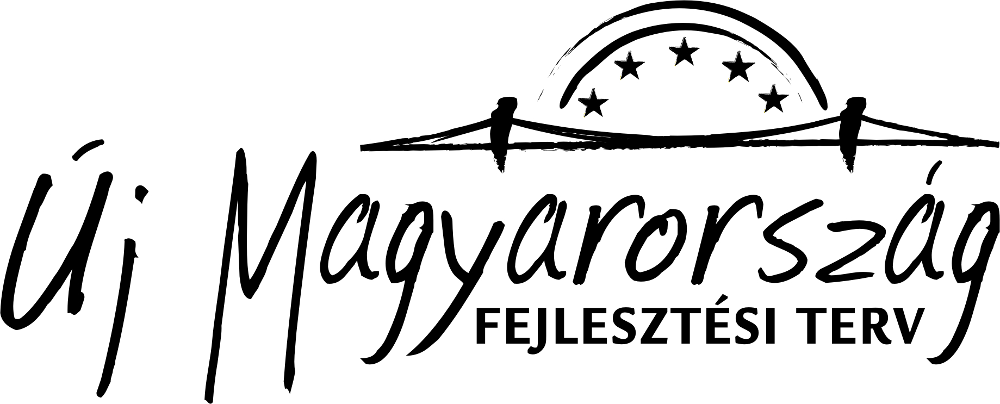 Új Magyarország
FEJLESZTÉSI TERV